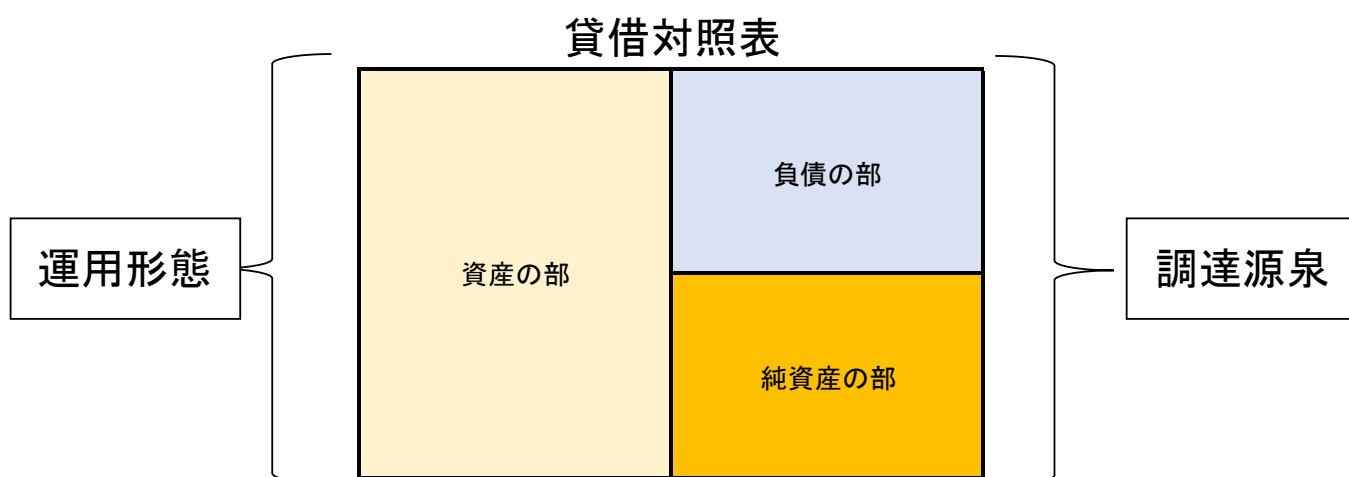 貸借対照表
負債の部
運用形態
資産の部
調達源泉
純資産の部